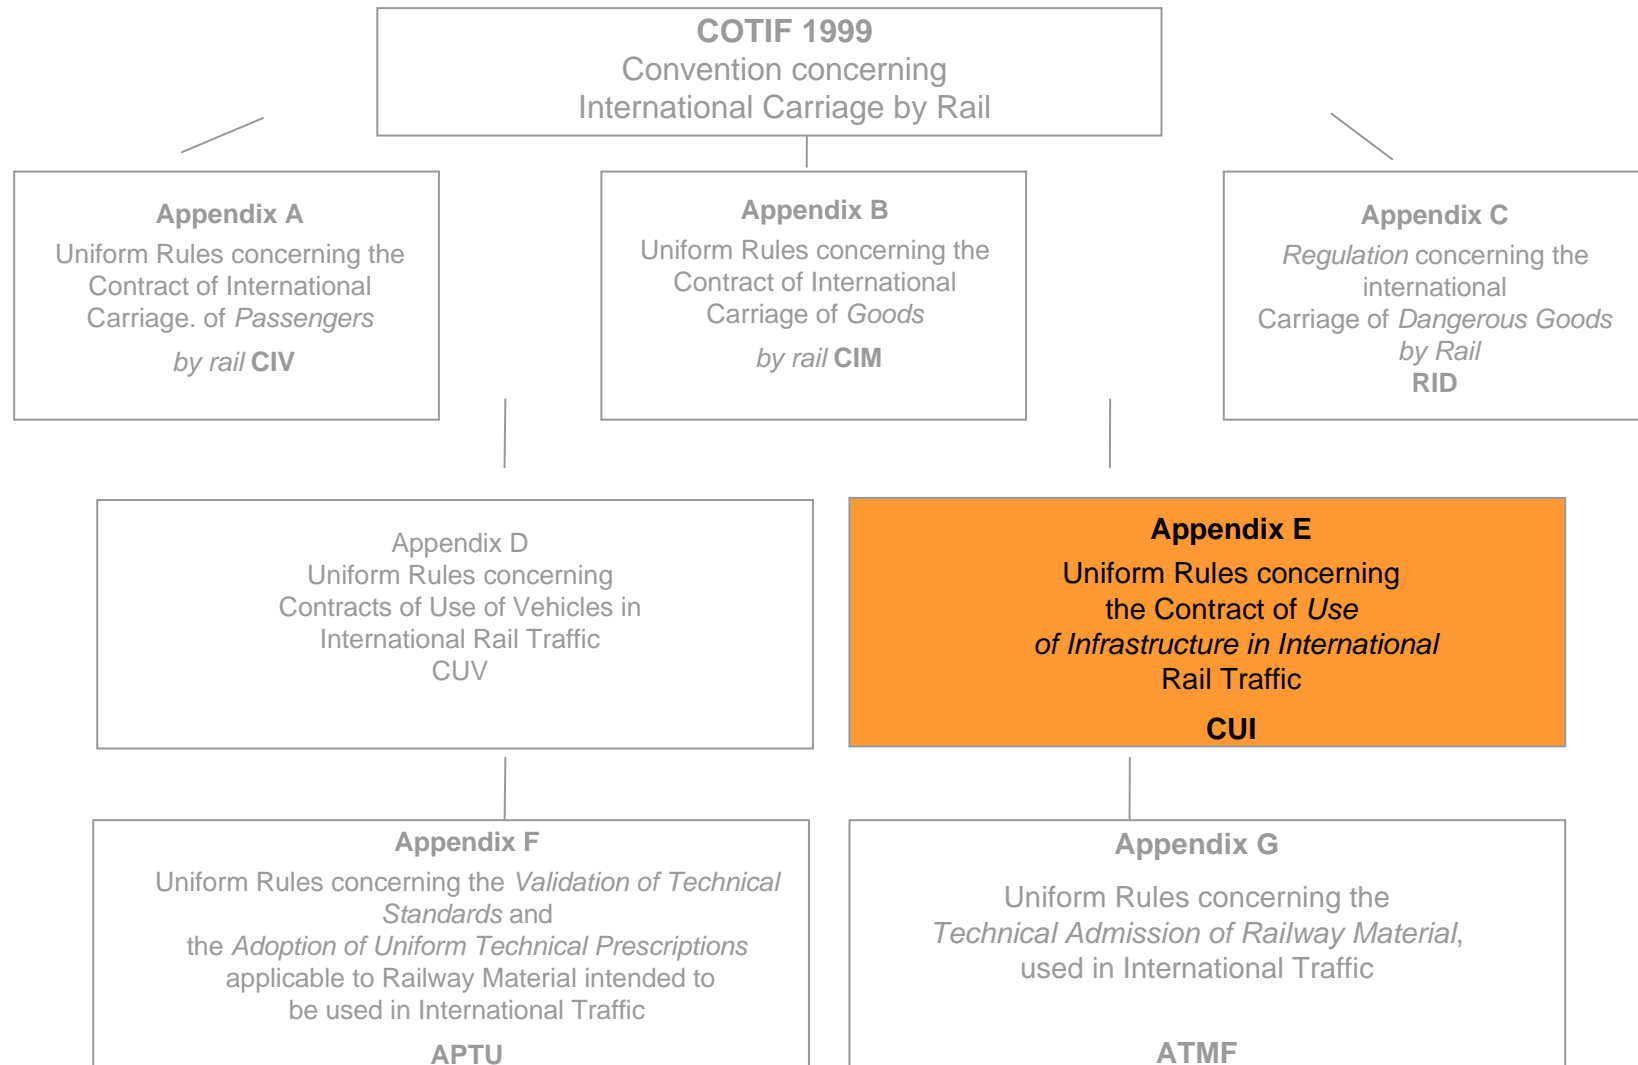 COTIF 1999
Convention concerning
International Carriage by Rail
Appendix A
Uniform Rules concerning the
Contract of International
Carriage. of Passengers
by rail CIV
Appendix B
Uniform Rules concerning the
Contract of International
Carriage of Goods
by rail CIM
Appendix C
Regulation concerning the
international
Carriage of Dangerous Goods
by Rail
RID
Appendix D
Uniform Rules concerning
Contracts of Use of Vehicles in
International Rail Traffic
CUV
Appendix E
Uniform Rules concerning
the Contract of Use
of Infrastructure in International
Rail Traffic
CUI
Appendix F
Uniform Rules concerning the Validation of Technical
Standards and
the Adoption of Uniform Technical Prescriptions
applicable to Railway Material intended to
be used in International Traffic
APTU
Appendix G
Uniform Rules concerning the
Technical Admission of Railway Material,
used in International Traffic
ATMF